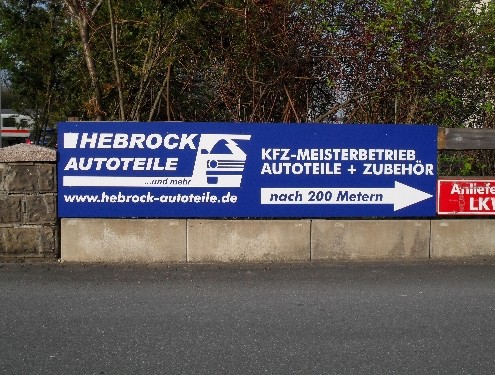 HEBROCK
AUTOTEILE
...und mehr
www.hebrock-autoteile.de
KFZ-MEISTERBETRIEB
AUTOTEILE + ZUBEHÖR
nach 200 Metern